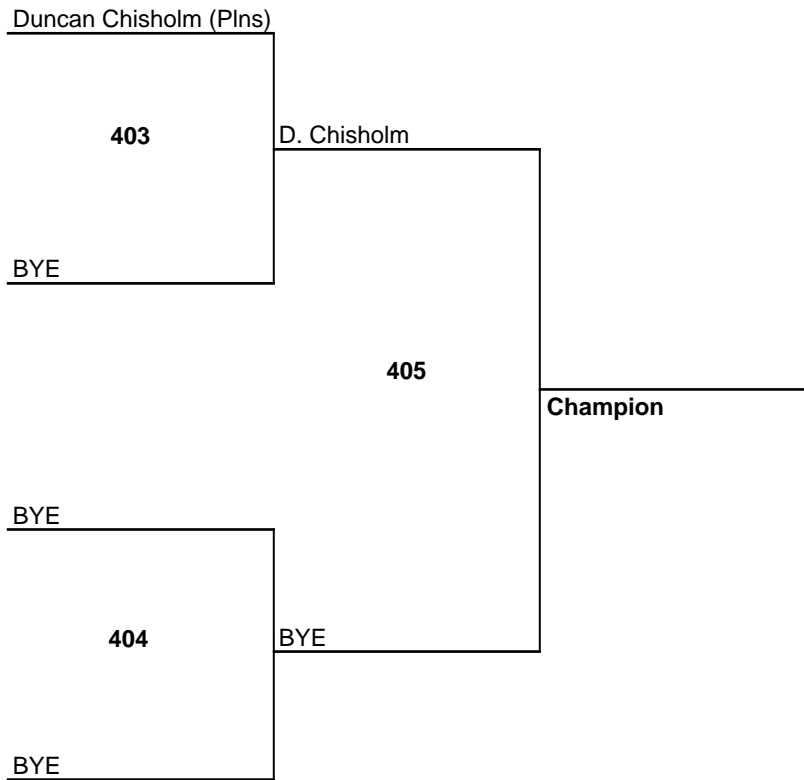 Duncan Chisholm (Plns)
403
D. Chisholm
BYE
405
Champion
BYE
404
BYE
BYE